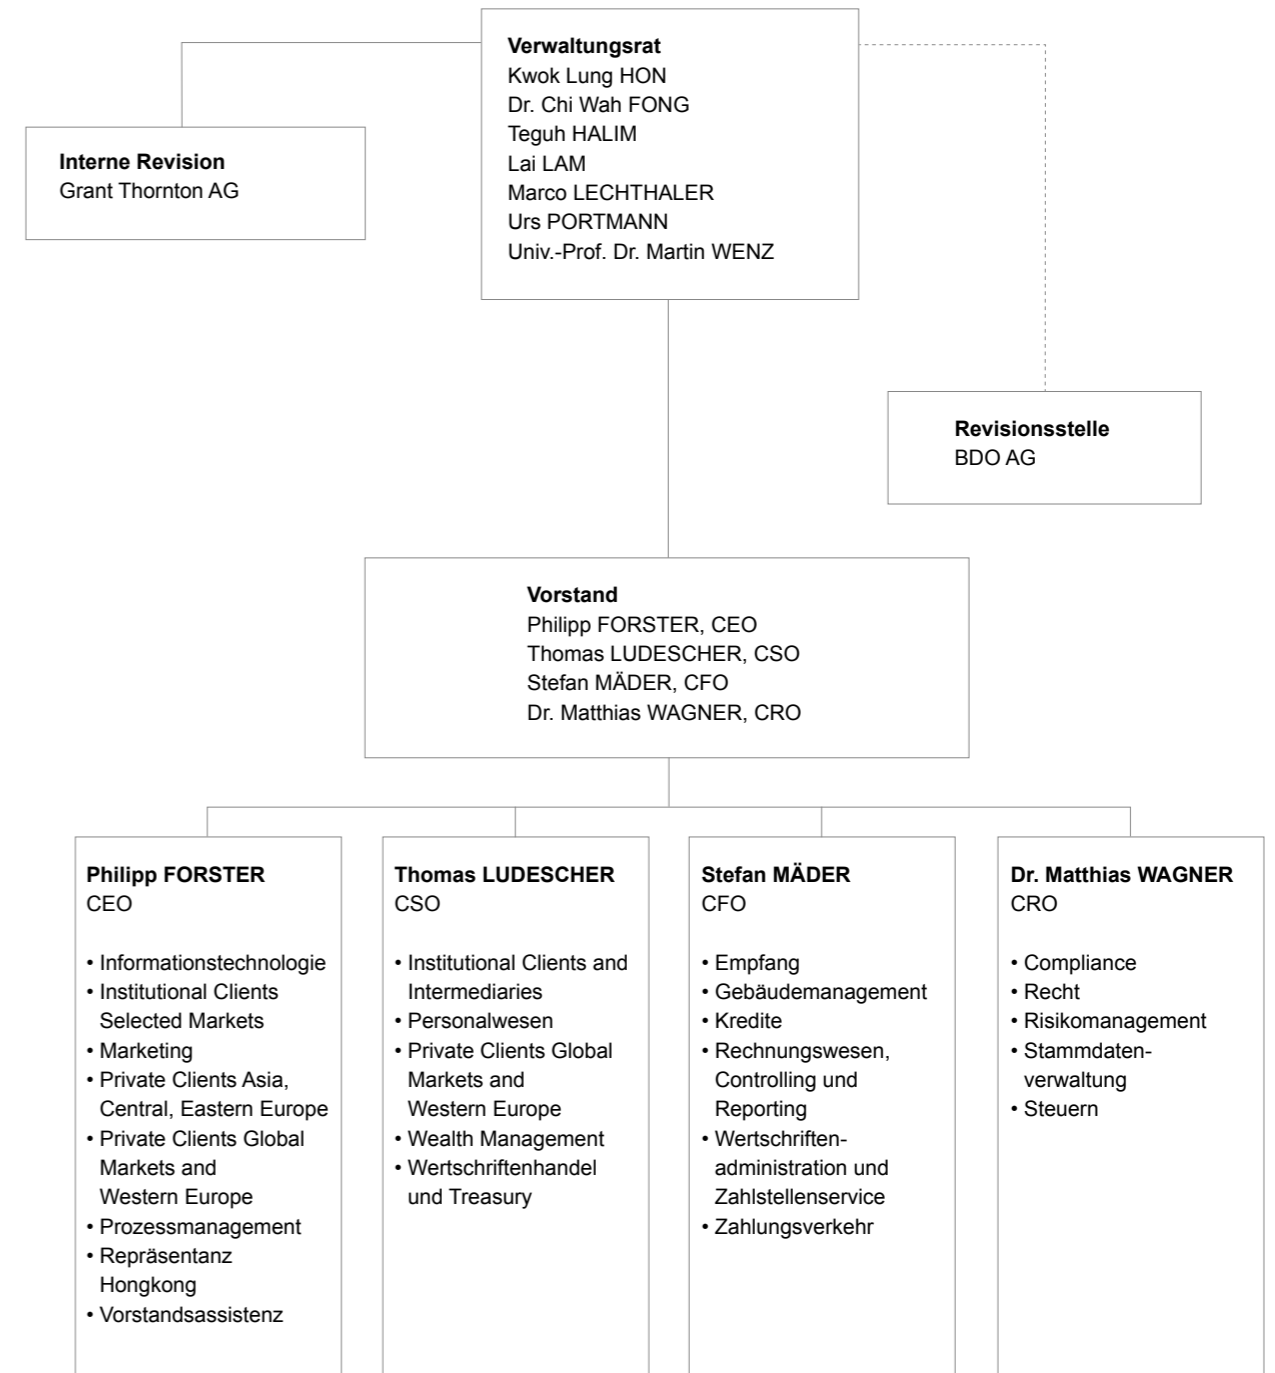 Verwaltungsrat
Kwok Lung HON
Dr. Chi Wah FONG
Teguh HALIM
Lai LAM
Marco LECHTHALER
Urs PORTMANN
Univ.-Prof. Dr. Martin WENZ
Interne Revision
Grant Thornton AG
Revisionsstelle
BDO AG
Vorstand
Philipp FORSTER, CEO
Thomas LUDESCHER, CSO
Stefan MÄDER, CFO
Dr. Matthias WAGNER, CRO
Philipp FORSTER
CEO
• Informationstechnologie
• Institutional Clients
Selected Markets
• Marketing
• Private Clients Asia,
Central, Eastern Europe
• Private Clients Global
Markets and
Western Europe
• Prozessmanagement
• Repräsentanz
Hongkong
• Vorstandsassistenz
Thomas LUDESCHER
CSO
• Institutional Clients and
Intermediaries
• Personalwesen
• Private Clients Global
Markets and
Western Europe
• Wealth Management
• Wertschriftenhandel
und Treasury
Stefan MÄDER
CFO
• Empfang
• Gebäudemanagement
• Kredite
• Rechnungswesen,
Controlling und
Reporting
• Wertschriften-
administration und
Zahlstellenservice
• Zahlungsverkehr
Dr. Matthias WAGNER
CRO
• Compliance
• Recht
• Risikomanagement
• Stammdaten-
verwaltung
• Steuern